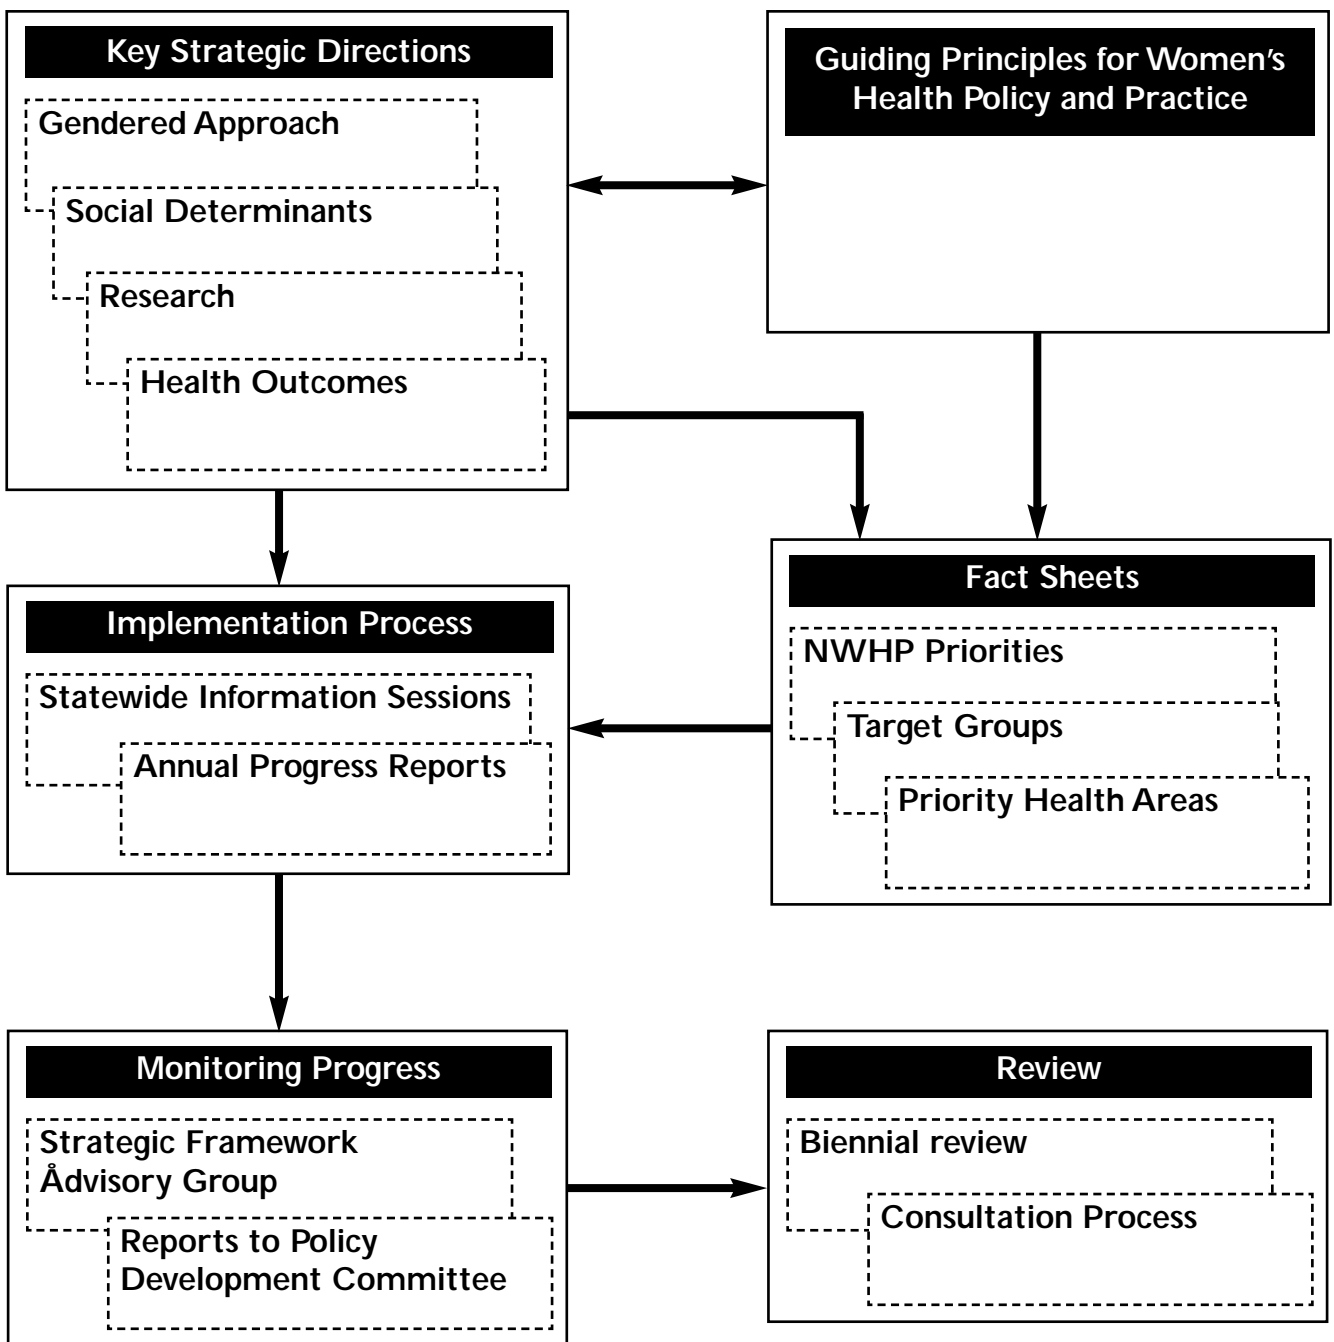 Key Strategic Directions
Gendered Approach
Social Determinants
Research
Health Outcomes
Guiding Principles for Women's
Health Policy and Practice
Implementation Process
Statewide Information Sessions
Annual Progress Reports
Fact Sheets
NWHP Priorities
Target Groups
Priority Health Areas
Monitoring Progress
Strategic Framework
Ådvisory Group
Reports to Policy
Development Committee
Review
Biennial review
Consultation Process